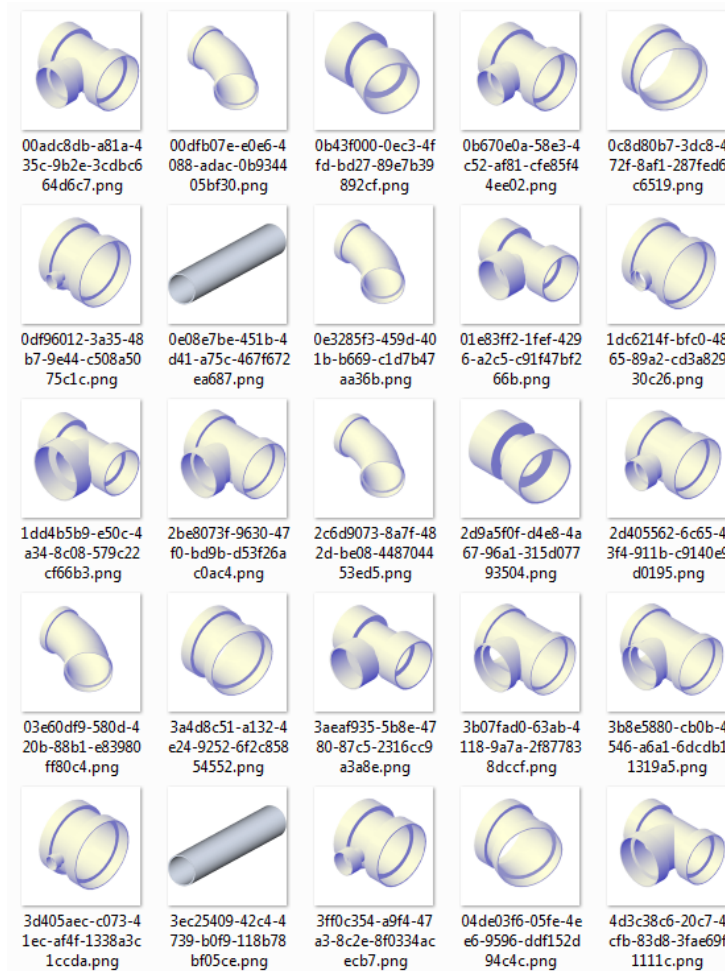 00adc8db-a81a-4
35c-9b2e-3cdbc6
64d6c7.png
00dfb07e-e0e6-4
088-adac-0b9344
05bf30.png
0b43f000-0ec3-4f
fd-bd27-89e7b39
892cf.png
0b670e0a-58e3-4
c52-af81-cfe85f4
4ee02.png
0c8d80b7-3dc8-4
72f-8af1-287fed6
c6519.png
0df96012-3a35-48
b7-9e44-c508a50
75c1c.png
0e08e7be-451b-4
d41-a75c-467f672
ea687.png
0e3285f3-459d-40
1b-b669-c1d7b47
aa36b.png
01e83ff2-1fef-429
6-a2c5-c91f47bf2
66b.png
1dc6214f-bfc0-48
65-89a2-cd3a829
30c26.png
1dd4b5b9-e50c-4
a34-8c08-579c22
cf66b3.png
2be8073f-9630-47
f0-bd9b-d53f26a
c0ac4.png
2c6d9073-8a7f-48
2d-be08-4487044
53ed5.png
2d9a5f0f-d4e8-4a
67-96a1-315d077
93504.png
2d405562-6c65-4
3f4-911b-c9140e9
d0195.png
03e60df9-580d-4
20b-88b1-e83980
ff80c4.png
3a4d8c51-a132-4
e24-9252-6f2c858
54552.png
3aeaf935-5b8e-47
80-87c5-2316cc9
a3a8e.png
3b07fad0-63ab-4
118-9a7a-2f87783
8dccf.png
3b8e5880-cb0b-4
546-a6a1-6dcdb1
1319a5.png
3d405aec-c073-4
1ec-af4f-1338a3c
1ccda.png
3ec25409-42c4-4
739-b0f9-118b78
bf05ce.png
3ff0c354-a9f4-47
a3-8c2e-8f0334ac
ecb7.png
04de03f6-05fe-4e
e6-9596-ddf152d
94c4c.png
4d3c38c6-20c7-4
cfb-83d8-3fae69f
1111c.png